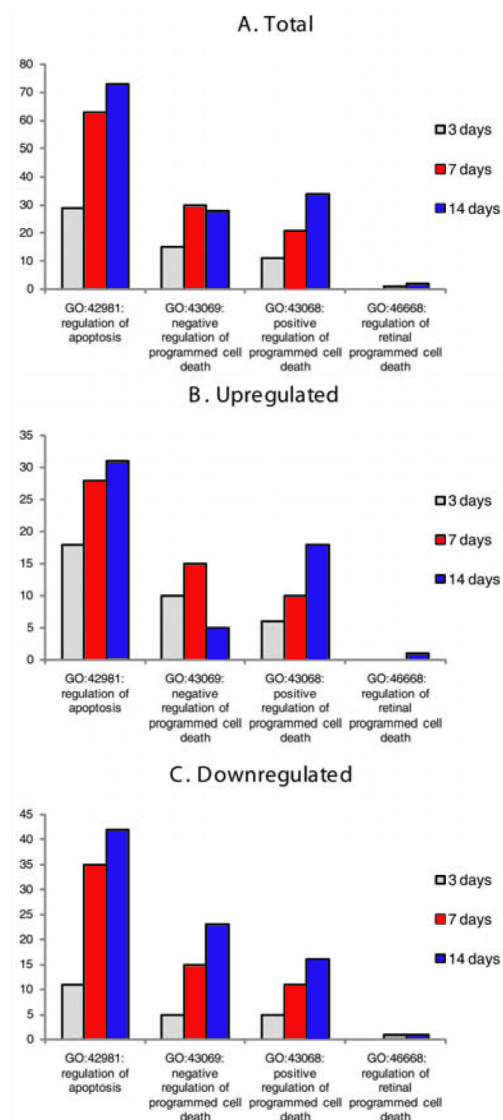 A. Total
80
70
60
50
40
30
20
10
0
3 days
7 days
14 days
GO:42981:
regulation of
apoptosis
GO:43069:
negative
regulation of
programmed cell
death
GO:43068:
positive
regulation of
programmed cell
death
GO:46668:
regulation of
retinal
programmed cell
death
B. Upregulated
35
30
25
20
15
10
5
0
3 days
7 days
14 days
GO:42981:
regulation of
apoptosis
GO:43069:
negative
regulation of
programmed cell
death
GO:43068:
positive
regulation of
programmed cell
death
GO:46668:
regulation of
retinal
programmed cell
death
C. Downregulated
45
40
35
30
25
20
15
10
5
0
3 days
7 days
14 days
GO:42981:
regulation of
apoptosis
GO:43069:
negative
regulation of
programmed cell
death
GO:43068:
positive
regulation of
programmed cell
death
GO:46668:
regulation of
retinal
programmed cell
death